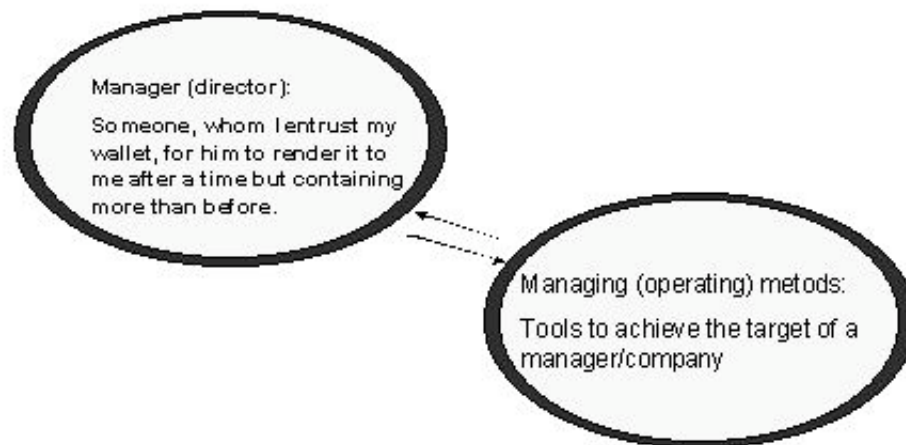 Manager (director):
Someone, whom I entrust my
wallet, for him to render it to
me after a time but containing
more than before.
Managing (operating) metods:
Tools to achieve the target of a
manager/company